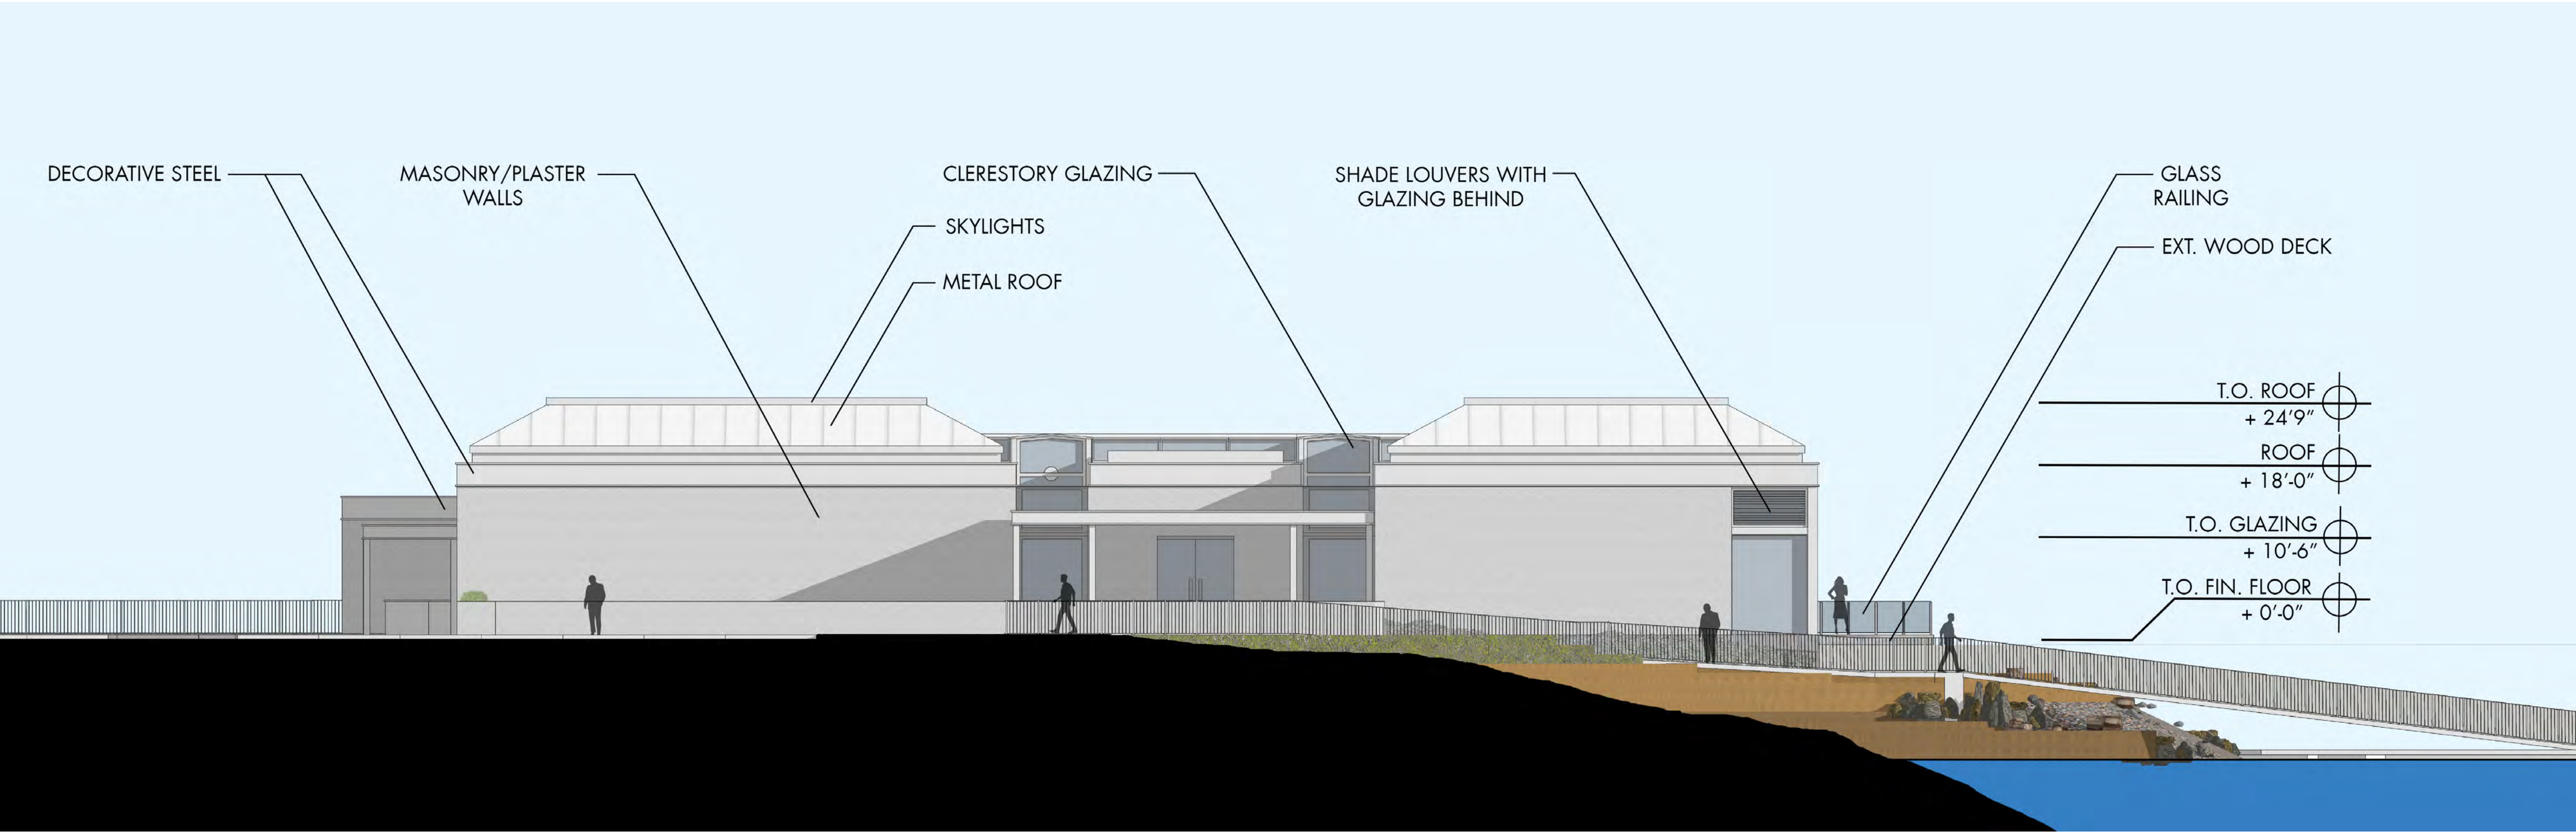 DECORATIVE STEEL
MASONRY/PLASTER
WALLS
CLERESTORY GLAZING
SKYLIGHTS
METAL ROOF
SHADE LOUVERS WITH
GLAZING BEHIND
GLASS
RAILING
EXT. WOOD DECK
T.O. ROOF
+ 24'9"
ROOF
+ 18'-0"
T.O. GLAZING
+ 10'-6"
T.O. FIN. FLOOR
+ 0'-0"